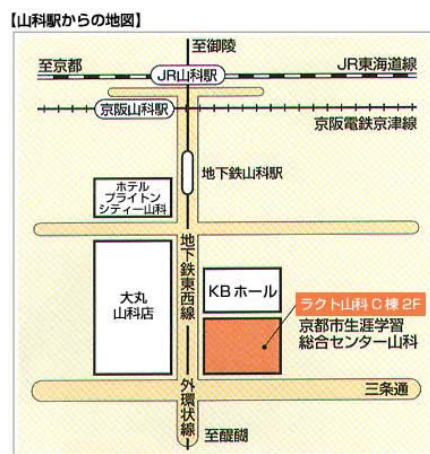 【山科駅からの地図】
至御陵
至京都
JR東海道線
JR山科駅
京阪山科駅
京阪電鉄京津線
地下鉄山科駅
ホテル
ブライトン
シティー山科
地下鉄東西線
大丸
山科店
KBホール
ラクト山科C棟2F
京都市生涯学習
総合センター山科
三条通
外環状線
至醍醐